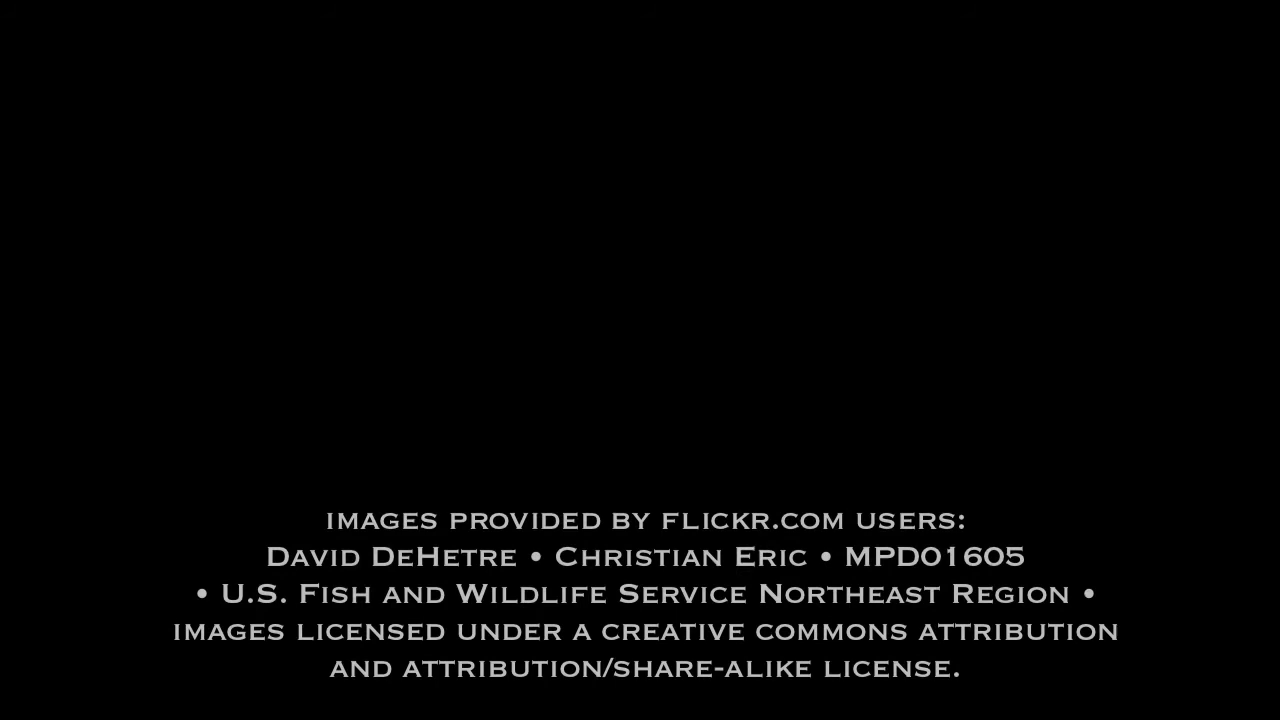 IMAGES PROVIDED BY FLICKR.COM USERS:
DAVID DEHETRE • CHRISTIAN ERIC • MPD01605
• U.S. FISH AND WILDLIFE SERVICE NORTHEAST REGION •
IMAGES LICENSED UNDER A CREATIVE COMMONS ATTRIBUTION
AND ATTRIBUTION/SHARE-ALIKE LICENSE.